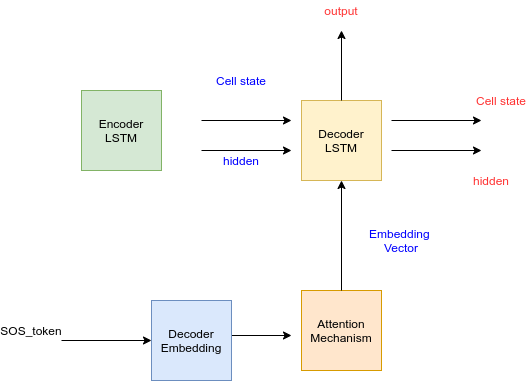 output
Cell state
Cell state
Encoder
LSTM
Decoder
LSTM
hidden
hidden
Embedding
Vector
SOS_token
Decoder
Embedding
Attention
Mechanism